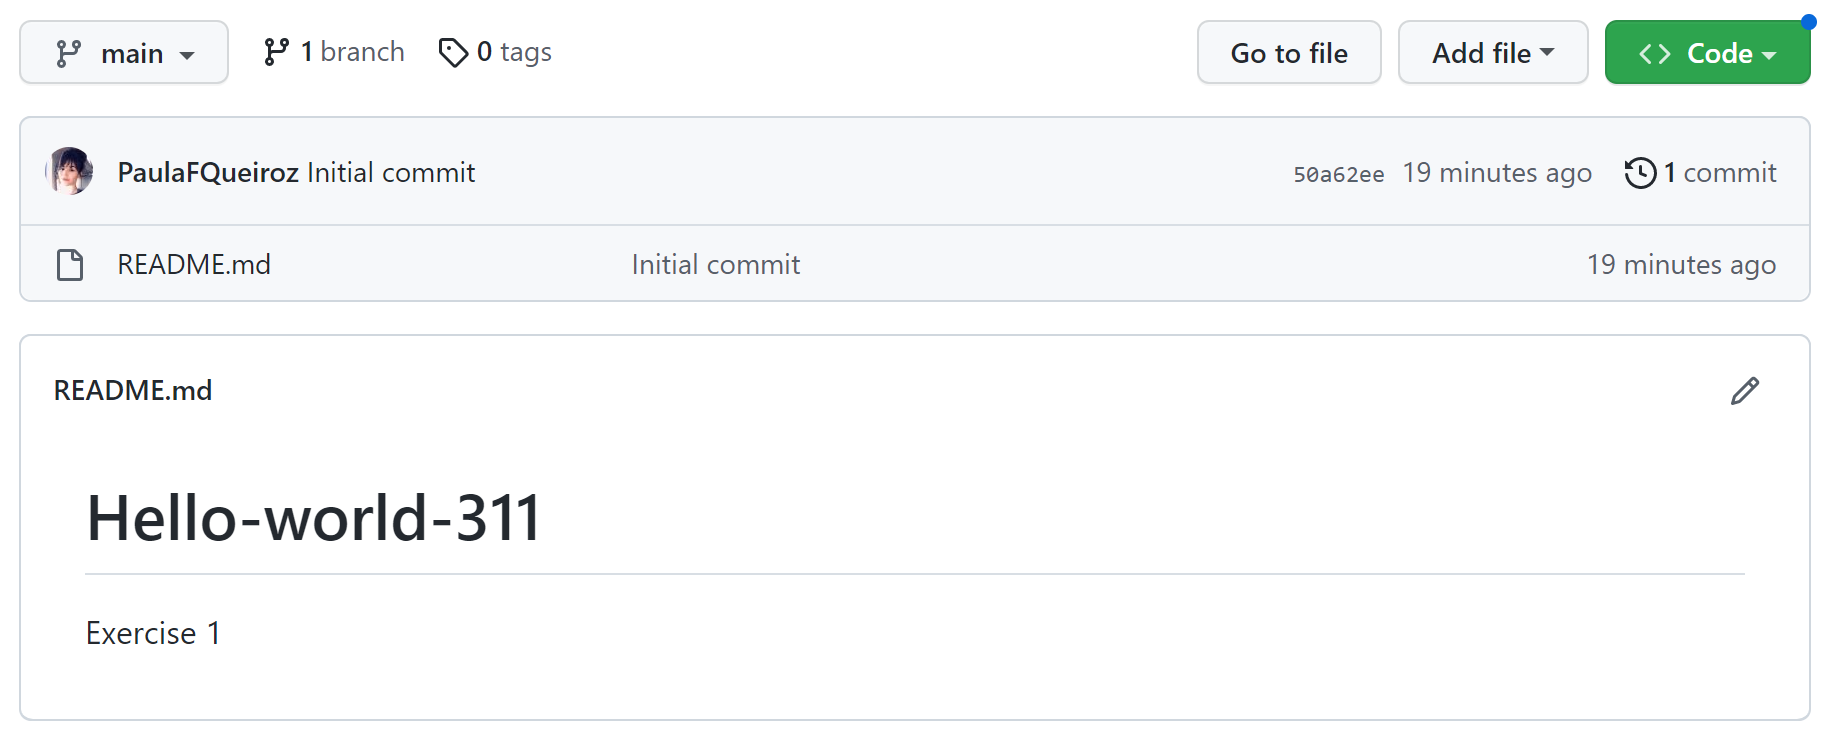 main 1 branch 0 tags Go to file Add file <> Code
PaulaFQueiroz Initial commit 50a62ee 19 minutes ago 1 commit
README.md Initial commit 19 minutes ago
README.md
Hello-world-311
Exercise 1